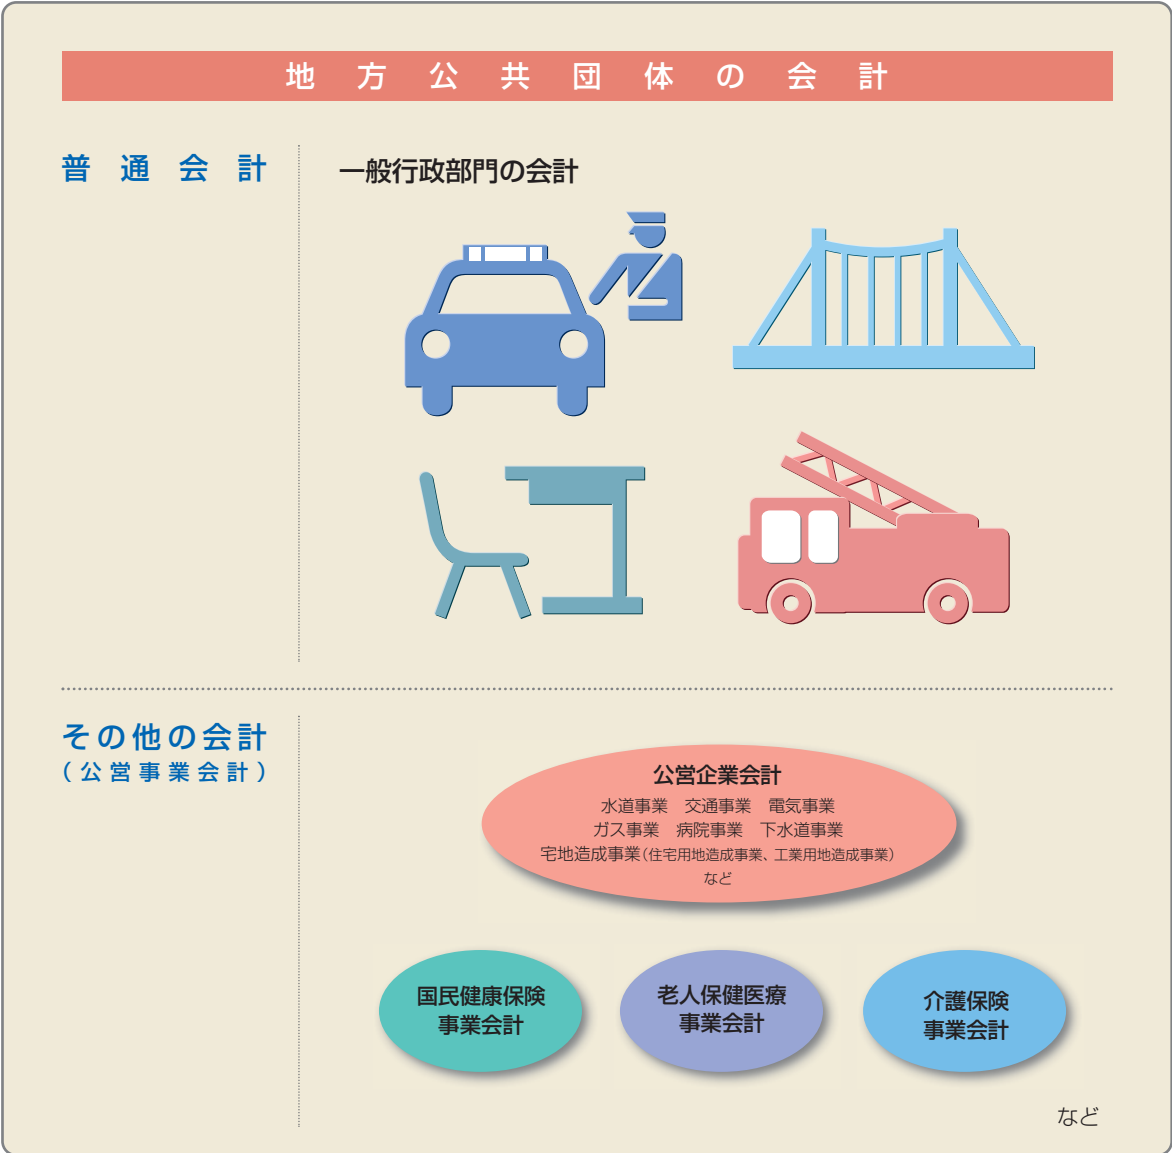 地方公共団体の会計
普通会計
一般行政部門の会計
その他の会計
（公営事業会計）
公営企業会計
水道事業　交通事業　電気事業
ガス事業　病院事業　下水道事業
宅地造成事業（住宅用地造成事業、工業用地造成事業）
など
国民健康保険
事業会計
老人保健医療
事業会計
介護保険
事業会計
など